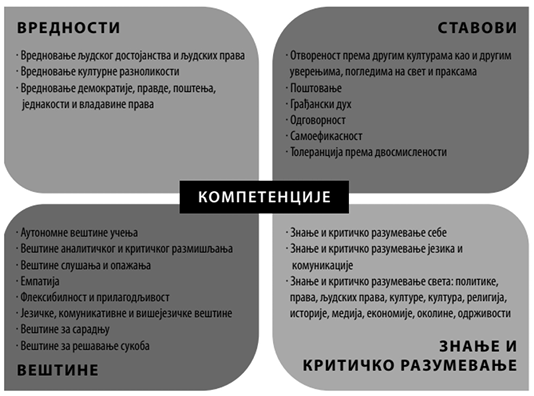 ВРЕДНОСТИ
· Вредновање људског достојанства и људских права
· Вредновање културне разноликости
· Вредновање демократије, правде, поштења,
једнакости и владавине права
СТАВОВИ
· Отвореност према другим културама као и другим
уверењима, погледима на свет и праксама
· Поштовање
· Грађански дух
· Одговорност
· Самоефикасност
· Толеранција према двосмислености
КОМПЕТЕНЦИЈЕ
· Аутономне вештине учења
· Вештине аналитичког и критичког размишљања
· Вештине слушања и опажања
· Емпатија
· Флексибилност и прилагодљивост
· Језичке, комуникативне и вишејезичке вештине
· Вештине за сарадњу
· Вештине за решавање сукоба
ВЕШТИНЕ
· Знање и критичко разумевање себе
· Знање и критичко разумевање језика и
комуникације
· Знање и критичко разумевање света: политике,
права, људских права, културе, култура, религија,
историје, медија, економије, околине, одрживости
ЗНАЊЕ И
КРИТИЧКО РАЗУМЕВАЊЕ